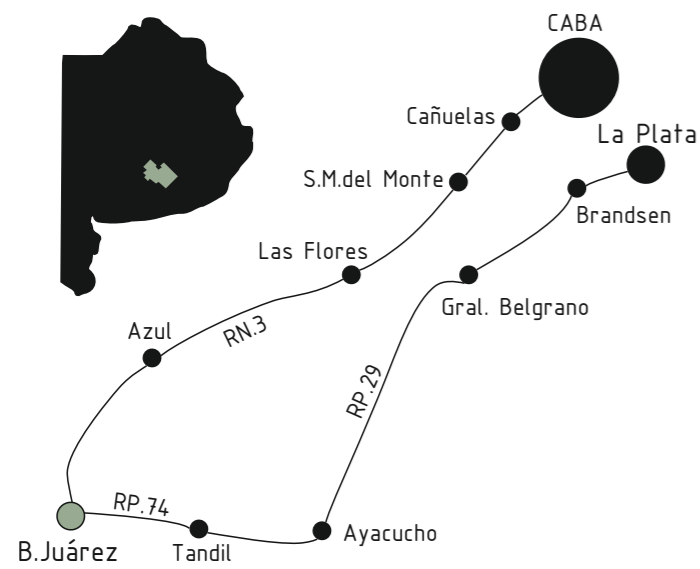 CABA
Cañuelas
La Plata
S.M.del Monte
Brandsen
Las Flores
Gral. Belgrano
Azul
RN.3
RP.29
RP.74
B.Juárez
Tandil
Ayacucho